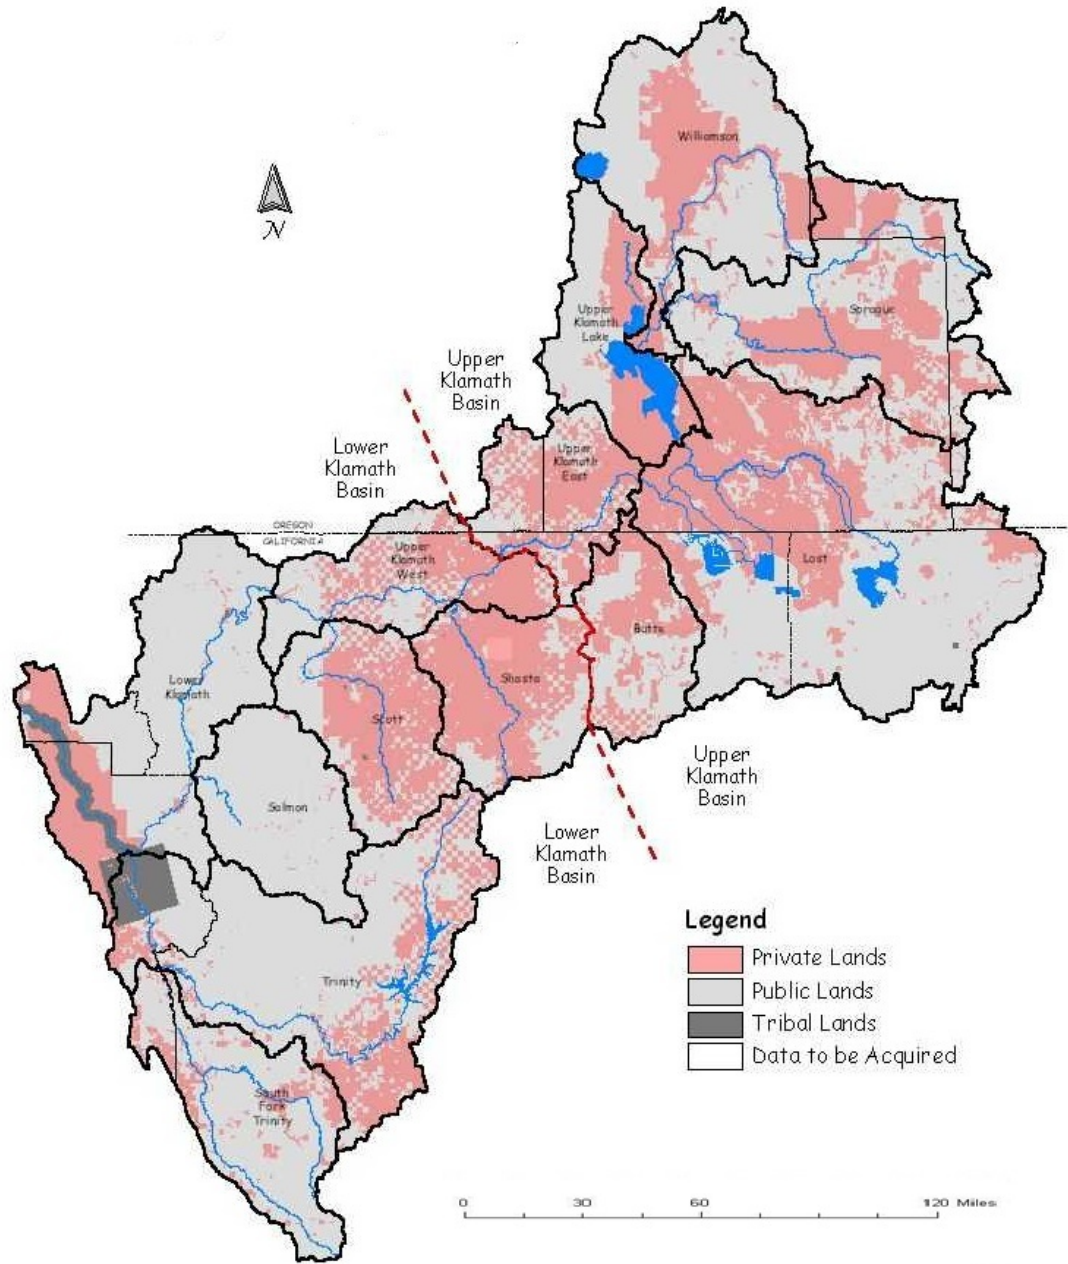 Williamson
N
Upper
Klamath
Lake
Sprague
Upper
Klamath
Basin
Lower
Klamath
Basin
Upper
Klamath
East
OREGON
CALIFORNIA
Upper
Klamath
West
Lost
Butte
Lower
Klamath
Shasta
Scott
Salmon
Upper
Klamath
Basin
Lower
Klamath
Basin
Legend
Private Lands
Public Lands
Tribal Lands
Data to be Acquired
Trinity
South
Fork
Trinity
0 30 60 120 Miles